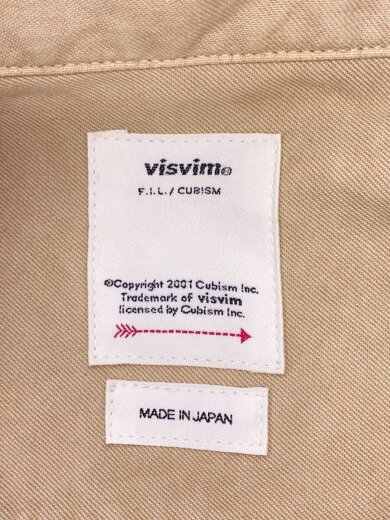 visvim®
F.I.L. / CUBISM
©Copyright 2001 Cubism Inc.
Trademark of visvim
licensed by Cubism Inc.
MADE IN JAPAN